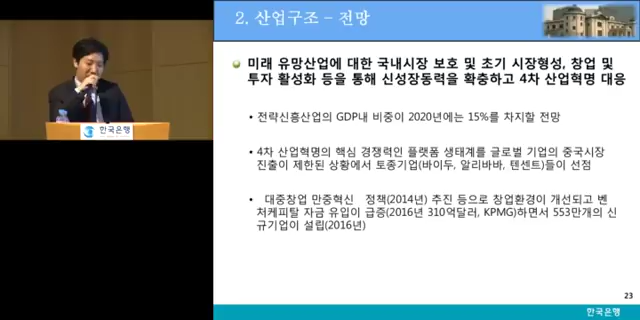 2. 산업구조 – 전망
미래 유망산업에 대한 국내시장 보호 및 초기 시장형성, 창업 및
투자 활성화 등을 통해 신성장동력을 확충하고 4차 산업혁명 대응
• 전략신흥산업의 GDP내 비중이 2020년에는 15%를 차지할 전망
• 4차 산업혁명의 핵심 경쟁력인 플랫폼 생태계를 글로벌 기업의 중국시장
진출이 제한된 상황에서 토종기업(바이두, 알리바바, 텐센트)들이 선점
• 대중창업 만중혁신 정책(2014년) 추진 등으로 창업환경이 개선되고 벤
처캐피탈 자금 유입이 급증(2016년 310억달러, KPMG)하면서 553만개의 신
규기업이 설립(2016년)
23
한국은행
한국은행